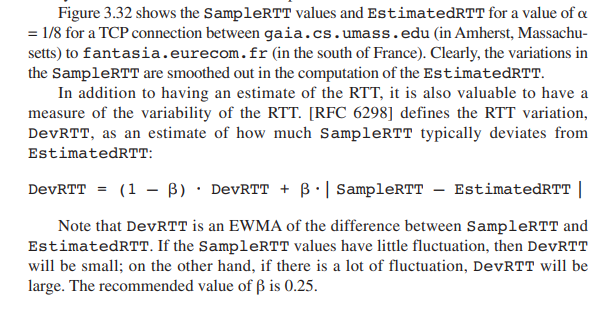 Figure 3.32 shows the SampleRTT values and EstimatedRTT for a value of α
= 1/8 for a TCP connection between gaia.cs.umass.edu (in Amherst, Massachu-
setts) to fantasia.eurecom.fr (in the south of France). Clearly, the variations in
the SampleRTT are smoothed out in the computation of the EstimatedRTT.
In addition to having an estimate of the RTT, it is also valuable to have a
measure of the variability of the RTT. [RFC 6298] defines the RTT variation,
DevRTT, as an estimate of how much SampleRTT typically deviates from
EstimatedRTT:
DevRTT = (1 – β) · DevRTT + β ·| SampleRTT – EstimatedRTT |
Note that DevRTT is an EWMA of the difference between SampleRTT and
EstimatedRTT. If the SampleRTT values have little fluctuation, then DevRTT
will be small; on the other hand, if there is a lot of fluctuation, DevRTT will be
large. The recommended value of β is 0.25.